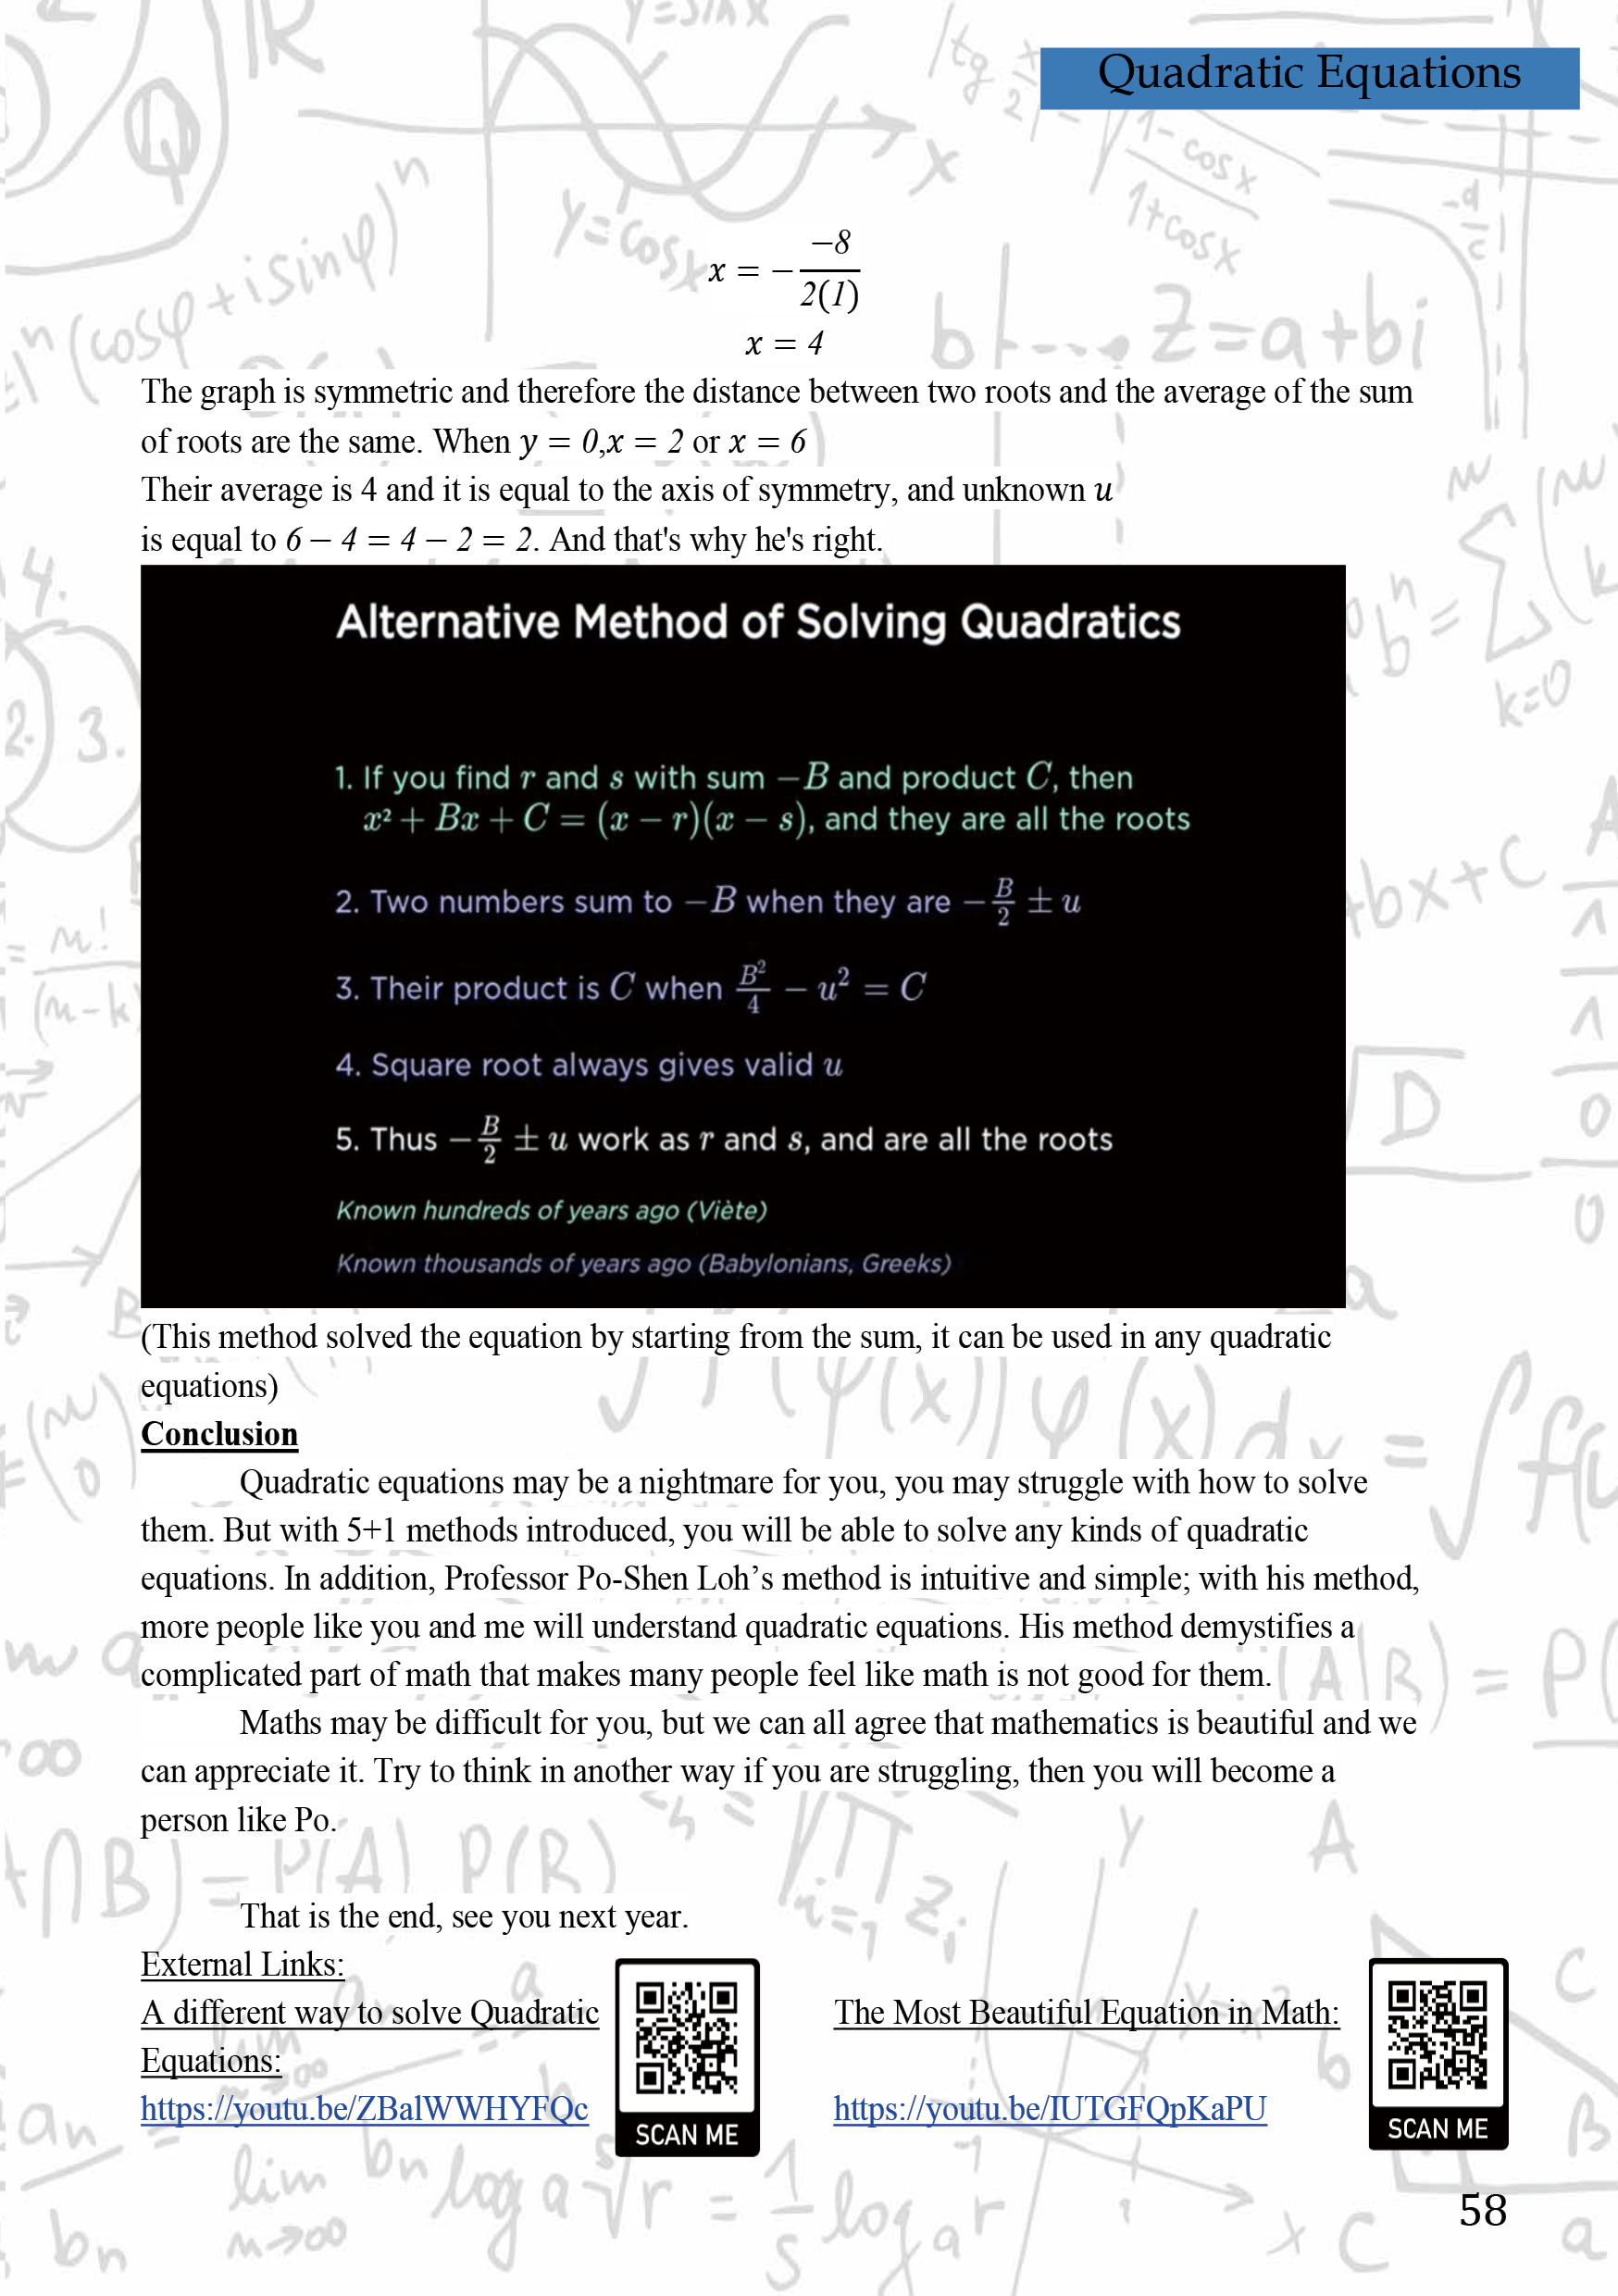 Quadratic Equations
x = − −8 / 2(1)
x = 4
The graph is symmetric and therefore the distance between two roots and the average of the sum
of roots are the same. When y = 0,x = 2 or x = 6
Their average is 4 and it is equal to the axis of symmetry, and unknown u
is equal to 6 − 4 = 4 − 2 = 2. And that's why he's right.
Alternative Method of Solving Quadratics
1. If you find r and s with sum −B and product C, then
x² + Bx + C = (x − r)(x − s), and they are all the roots
2. Two numbers sum to −B when they are −B/2 ± u
3. Their product is C when B²/4 − u² = C
4. Square root always gives valid u
5. Thus −B/2 ± u work as r and s, and are all the roots
Known hundreds of years ago (Viète)
Known thousands of years ago (Babylonians, Greeks)
(This method solved the equation by starting from the sum, it can be used in any quadratic
equations)
Conclusion
Quadratic equations may be a nightmare for you, you may struggle with how to solve
them. But with 5+1 methods introduced, you will be able to solve any kinds of quadratic
equations. In addition, Professor Po-Shen Loh’s method is intuitive and simple; with his method,
more people like you and me will understand quadratic equations. His method demystifies a
complicated part of math that makes many people feel like math is not good for them.
Maths may be difficult for you, but we can all agree that mathematics is beautiful and we
can appreciate it. Try to think in another way if you are struggling, then you will become a
person like Po.
That is the end, see you next year.
External Links:
A different way to solve Quadratic
Equations:
https://youtu.be/ZBalWWHYFQc
SCAN ME
The Most Beautiful Equation in Math:
https://youtu.be/IUTGFQpKaPU
SCAN ME
58